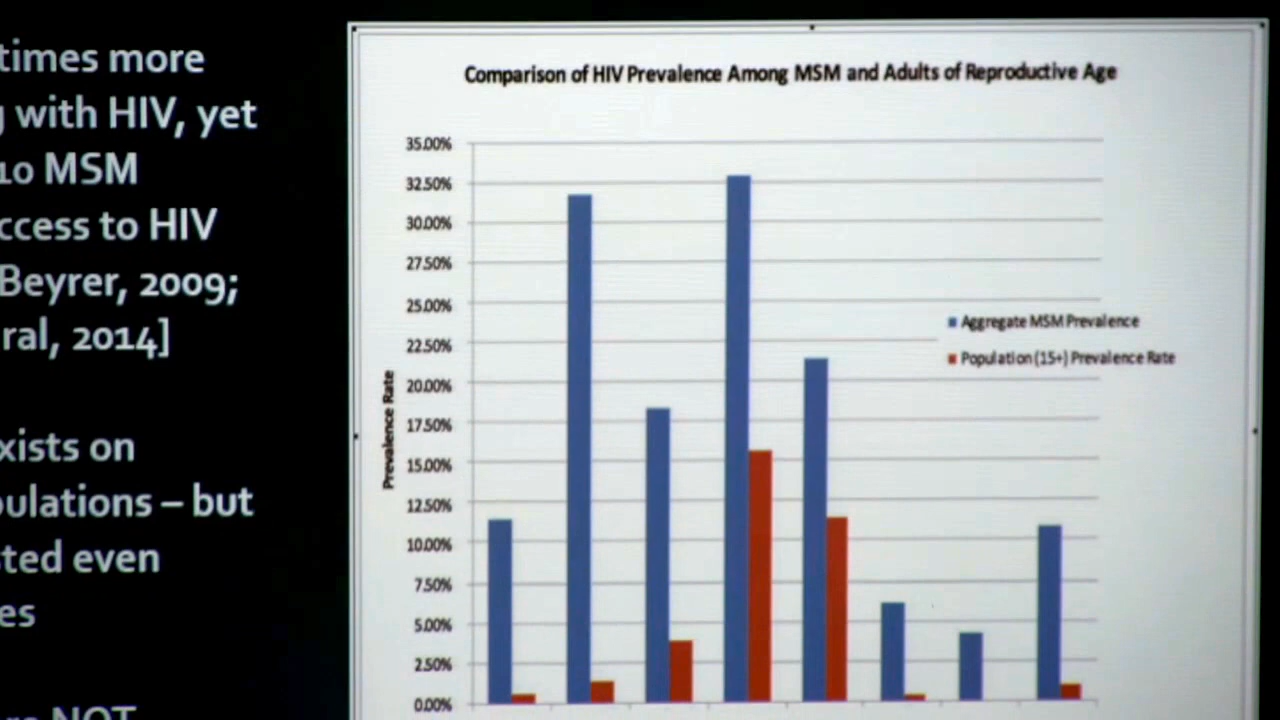 times more
with HIV, yet
10 MSM
ccess to HIV
Beyrer, 2009;
ral, 2014]
xists on
ulations – but
sted even
es
NOT
Comparison of HIV Prevalence Among MSM and Adults of Reproductive Age
35.00%
32.50%
30.00%
27.50%
25.00%
22.50%
20.00%
17.50%
15.00%
12.50%
10.00%
7.50%
5.00%
2.50%
0.00%
Prevalence Rate
Aggregate MSM Prevalence
Population (15+) Prevalence Rate